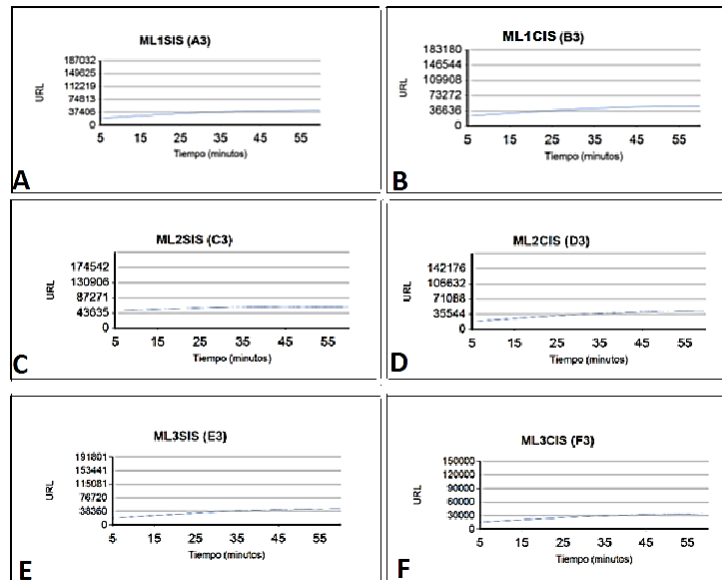 ML1SIS (A3)
187032
149625
112219
74813
37406
0
URL
5 15 25 35 45 55
Tiempo (minutos)
A
ML1CIS (B3)
183180
146544
109908
73272
36636
0
URL
5 15 25 35 45 55
Tiempo (minutos)
B
ML2SIS (C3)
174542
130906
87271
43635
0
URL
5 15 25 35 45 55
Tiempo (minutos)
C
ML2CIS (D3)
142176
106632
71088
35544
0
URL
5 15 25 35 45 55
Tiempo (minutos)
D
ML3SIS (E3)
191801
153441
115081
76720
38360
0
URL
5 15 25 35 45 55
Tiempo (minutos)
E
ML3CIS (F3)
150000
120000
90000
60000
30000
0
URL
5 15 25 35 45 55
Tiempo (minutos)
F